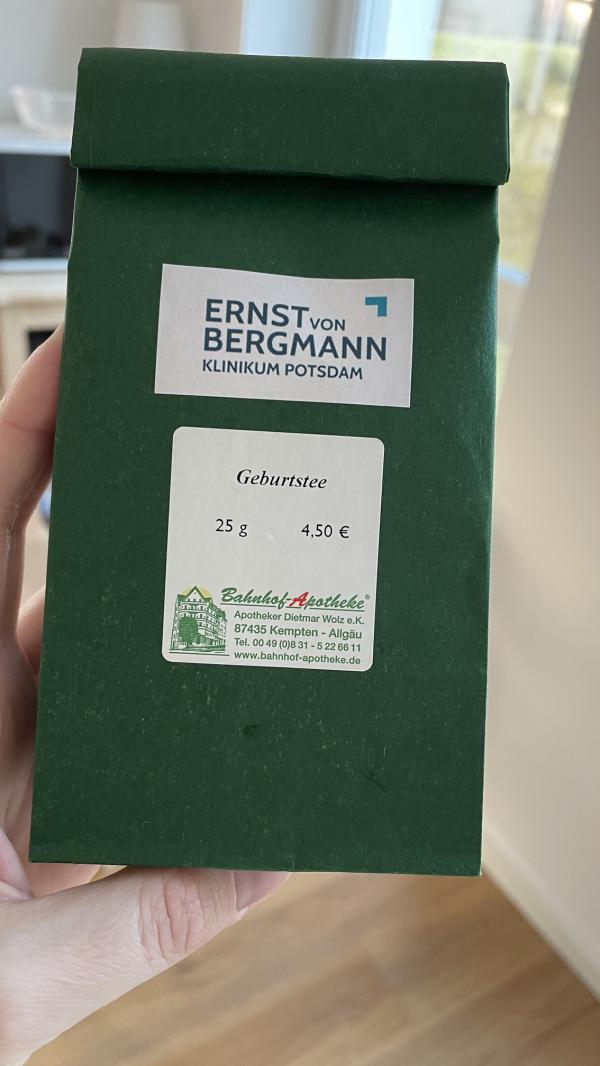 ERNST VON
BERGMANN
KLINIKUM POTSDAM
Geburtstee
25 g 4,50 €
Bahnhof-Apotheke®
Apotheker Dietmar Wolz e.K.
87435 Kempten - Allgäu
Tel. 00 49 (0)8 31 - 5 22 66 11
www.bahnhof-apotheke.de